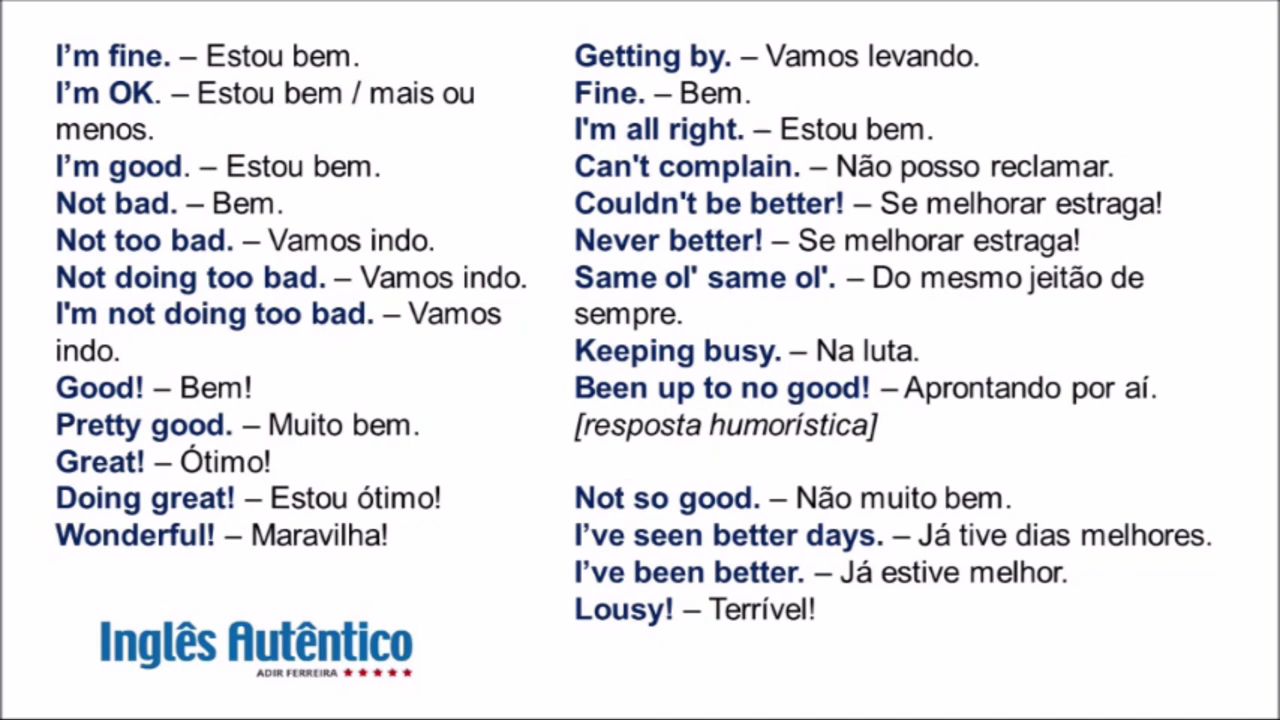 I’m fine. – Estou bem.
I’m OK. – Estou bem / mais ou
menos.
I’m good. – Estou bem.
Not bad. – Bem.
Not too bad. – Vamos indo.
Not doing too bad. – Vamos indo.
I'm not doing too bad. – Vamos
indo.
Good! – Bem!
Pretty good. – Muito bem.
Great! – Ótimo!
Doing great! – Estou ótimo!
Wonderful! – Maravilha!
Getting by. – Vamos levando.
Fine. – Bem.
I'm all right. – Estou bem.
Can't complain. – Não posso reclamar.
Couldn't be better! – Se melhorar estraga!
Never better! – Se melhorar estraga!
Same ol' same ol'. – Do mesmo jeitão de
sempre.
Keeping busy. – Na luta.
Been up to no good! – Aprontando por aí.
[resposta humorística]
Not so good. – Não muito bem.
I’ve seen better days. – Já tive dias melhores.
I’ve been better. – Já estive melhor.
Lousy! – Terrível!
Inglês Autêntico
ADIR FERREIRA ★★★★★